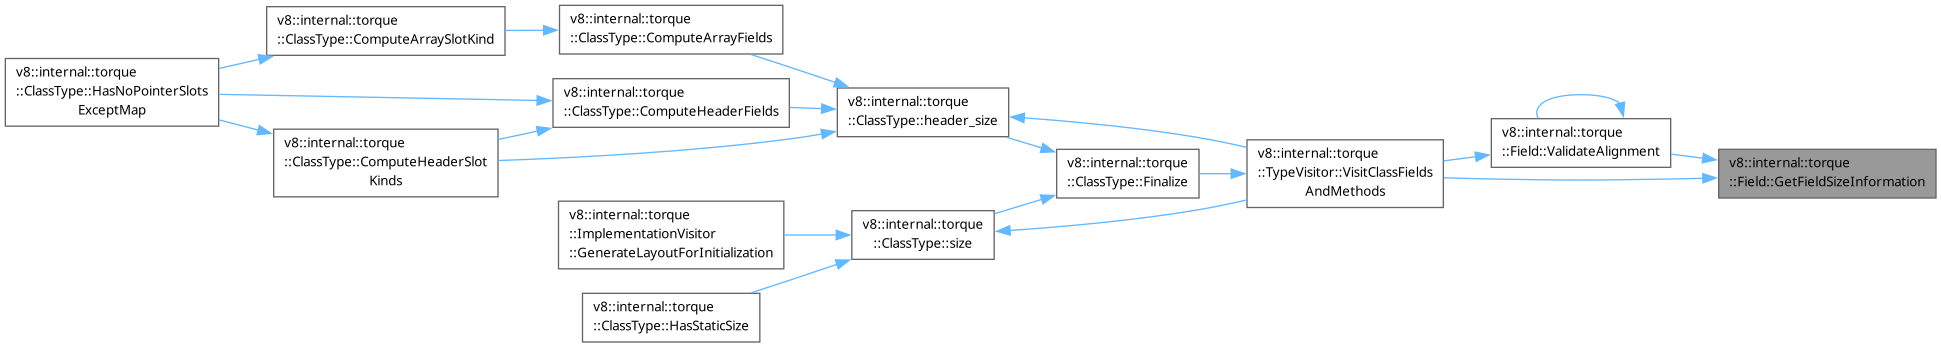 v8::internal::torque
::ClassType::HasNoPointerSlots
ExceptMap
v8::internal::torque
::ClassType::ComputeArraySlotKind
v8::internal::torque
::ClassType::ComputeHeaderSlot
Kinds
v8::internal::torque
::ClassType::ComputeArrayFields
v8::internal::torque
::ClassType::ComputeHeaderFields
v8::internal::torque
::ImplementationVisitor
::GenerateLayoutForInitialization
v8::internal::torque
::ClassType::HasStaticSize
v8::internal::torque
::ClassType::header_size
v8::internal::torque
::ClassType::size
v8::internal::torque
::ClassType::Finalize
v8::internal::torque
::TypeVisitor::VisitClassFields
AndMethods
v8::internal::torque
::Field::ValidateAlignment
v8::internal::torque
::Field::GetFieldSizeInformation